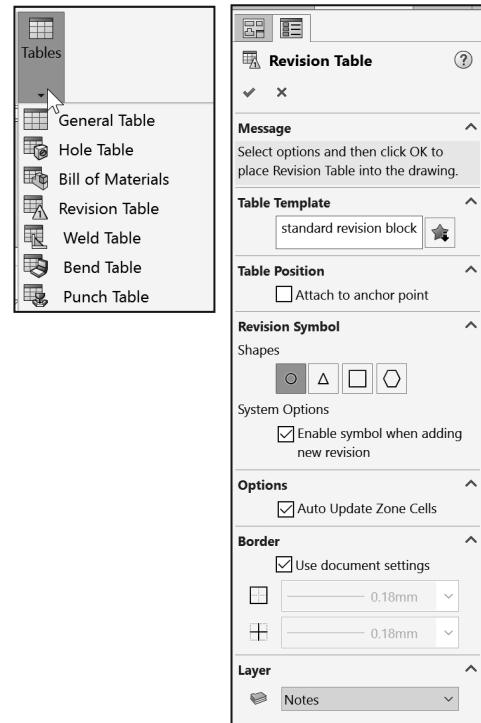 Tables
General Table
Hole Table
Bill of Materials
Revision Table
Weld Table
Bend Table
Punch Table
Revision Table
?
Message
Select options and then click OK to
place Revision Table into the drawing.
Table Template
standard revision block
Table Position
Attach to anchor point
Revision Symbol
Shapes
System Options
Enable symbol when adding
new revision
Options
Auto Update Zone Cells
Border
Use document settings
0.18mm
0.18mm
Layer
Notes